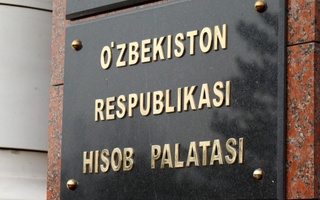 O'ZBEKISTON
RESPUBLIKASI
HISOB PALATASI